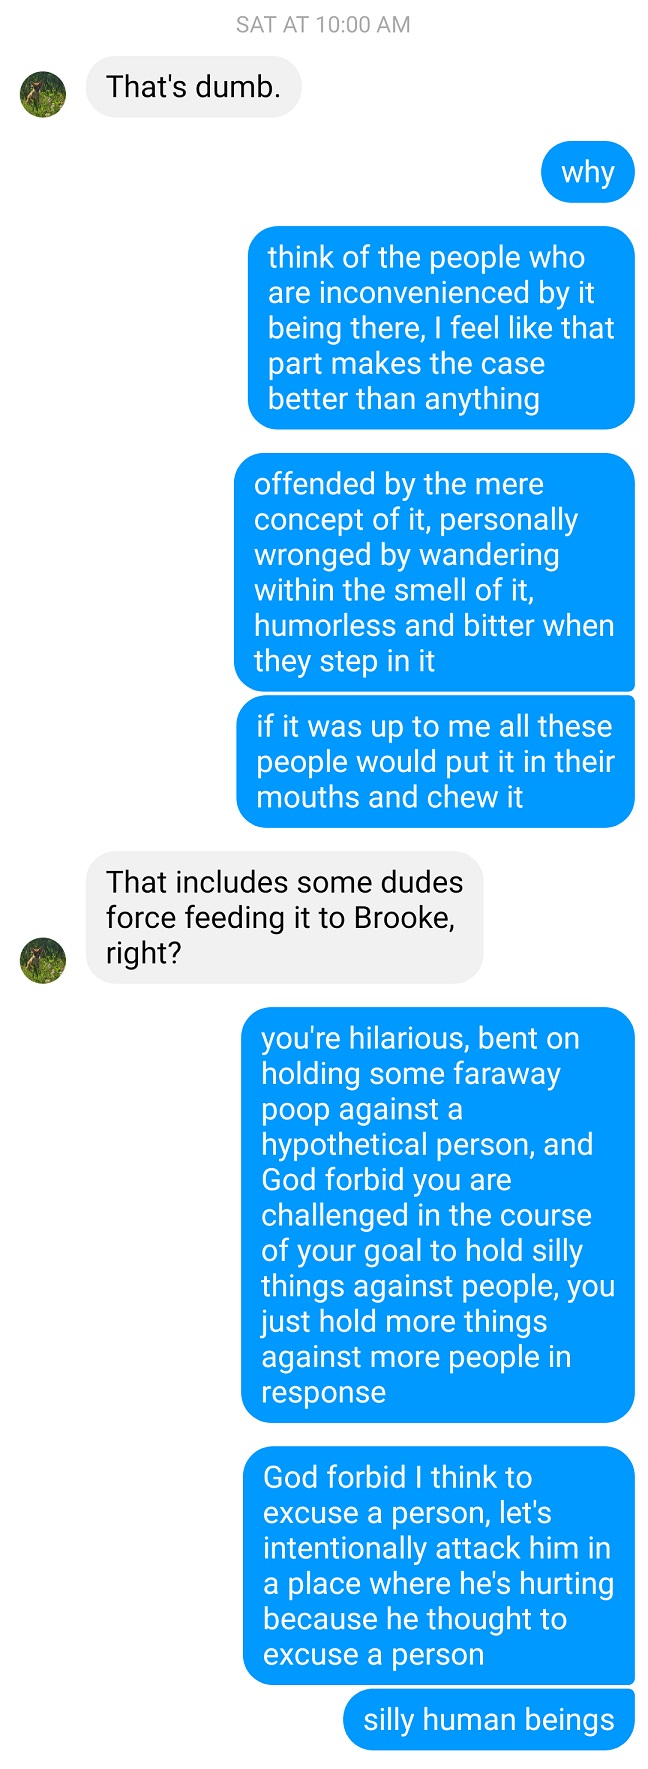 SAT AT 10:00 AM
That's dumb.
why
think of the people who
are inconvenienced by it
being there, I feel like that
part makes the case
better than anything
offended by the mere
concept of it, personally
wronged by wandering
within the smell of it,
humorless and bitter when
they step in it
if it was up to me all these
people would put it in their
mouths and chew it
That includes some dudes
force feeding it to Brooke,
right?
you're hilarious, bent on
holding some faraway
poop against a
hypothetical person, and
God forbid you are
challenged in the course
of your goal to hold silly
things against people, you
just hold more things
against more people in
response
God forbid I think to
excuse a person, let's
intentionally attack him in
a place where he's hurting
because he thought to
excuse a person
silly human beings